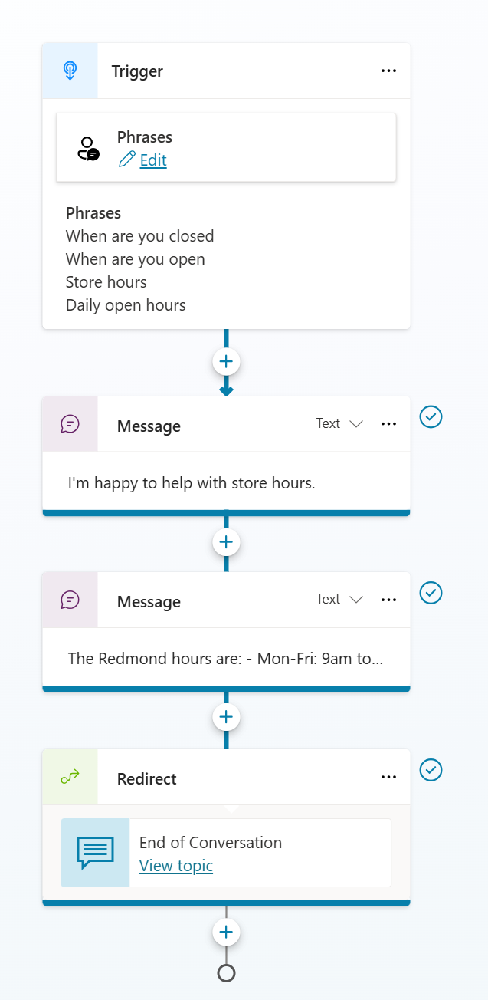 Trigger
Phrases
Edit
Phrases
When are you closed
When are you open
Store hours
Daily open hours
Message Text
I'm happy to help with store hours.
Message Text
The Redmond hours are: - Mon-Fri: 9am to...
Redirect
End of Conversation
View topic